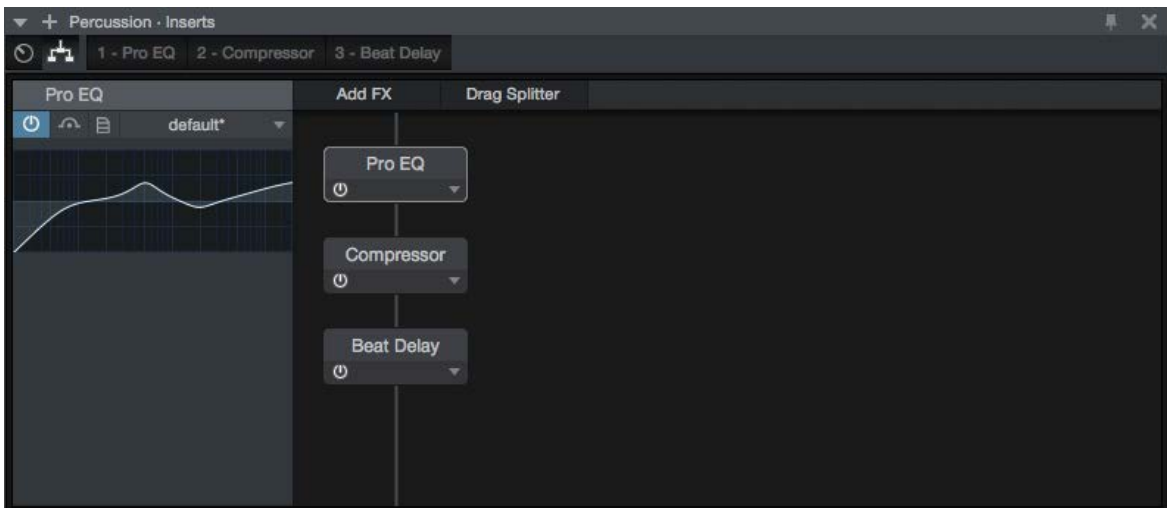 Percussion · Inserts
1 - Pro EQ 2 - Compressor 3 - Beat Delay
Pro EQ
Add FX Drag Splitter
default*
Pro EQ
Compressor
Beat Delay